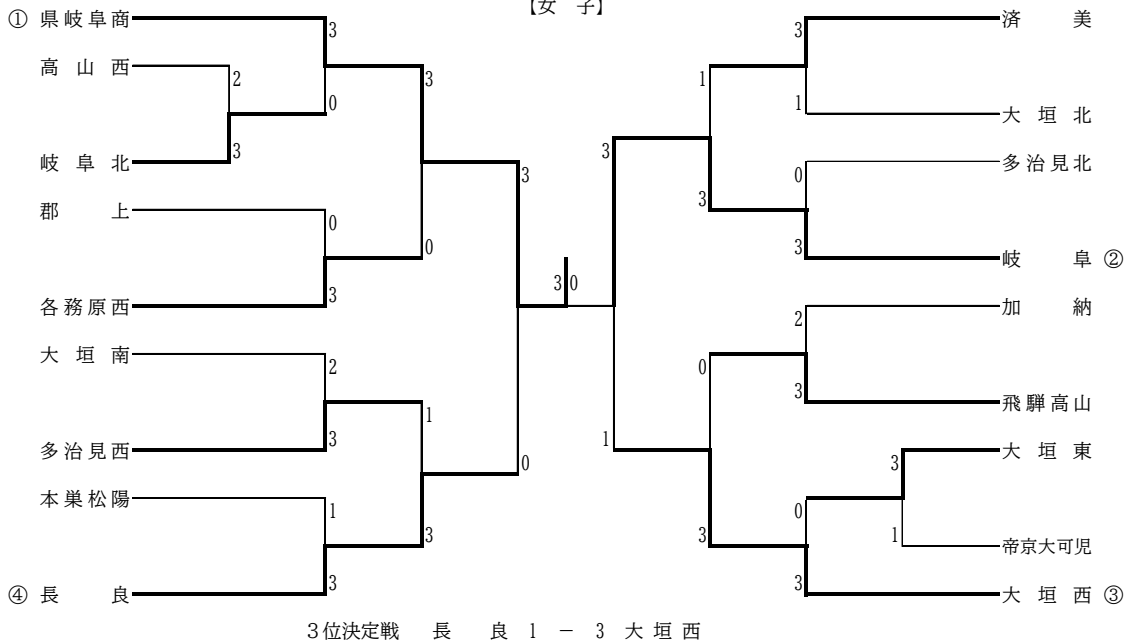 【女 子】
① 県岐阜商
3
済 美
3
高 山 西
2
3
1
0
1
大 垣 北
岐 阜 北
3
3
3
多治見北
0
郡 上
0
3
0
3
岐 阜 ②
3 0
各務原西
3
加 納
2
大 垣 南
2
0
3
飛騨高山
1
多治見西
3
1
0
3
大 垣 東
本巣松陽
1
0
3
3
1
帝京大可児
④ 長 良
3
3
大 垣 西 ③
3位決定戦 長 良 1 － 3 大 垣 西